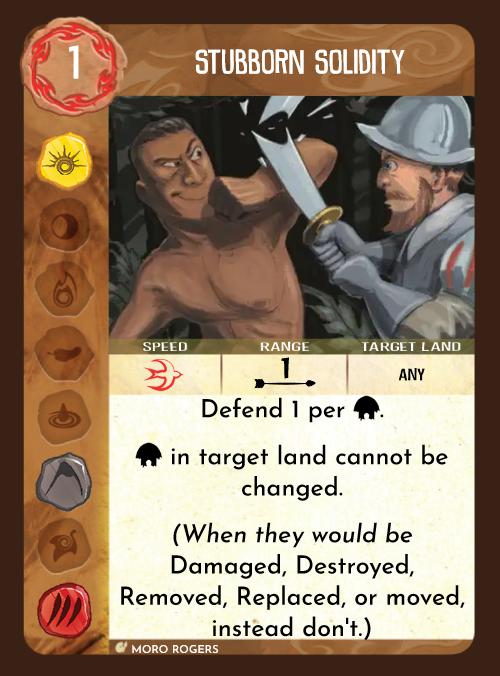 1
STUBBORN SOLIDITY
SPEED RANGE TARGET LAND
1 ANY
Defend 1 per .
in target land cannot be
changed.
(When they would be
Damaged, Destroyed,
Removed, Replaced, or moved,
instead don't.)
MORO ROGERS